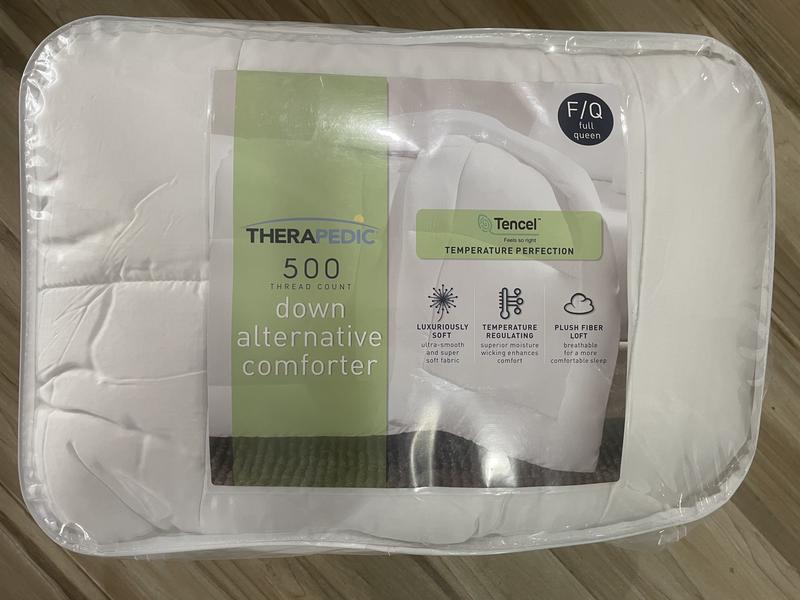 F/Q
full
queen
THERAPEDIC
500
THREAD COUNT
down
alternative
comforter
Tencel™
Feels so right
TEMPERATURE PERFECTION
LUXURIOUSLY
SOFT
ultra-smooth
and super
soft fabric
TEMPERATURE
REGULATING
superior moisture
wicking enhances
comfort
PLUSH FIBER
LOFT
breathable
for a more
comfortable sleep